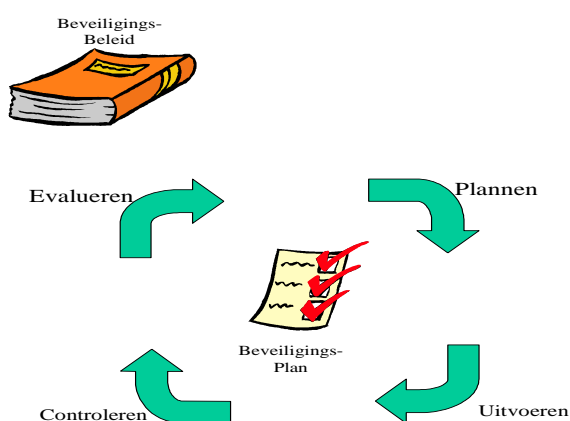 Beveiligings-
Beleid
Evalueren
Plannen
Beveiligings-
Plan
Controleren
Uitvoeren